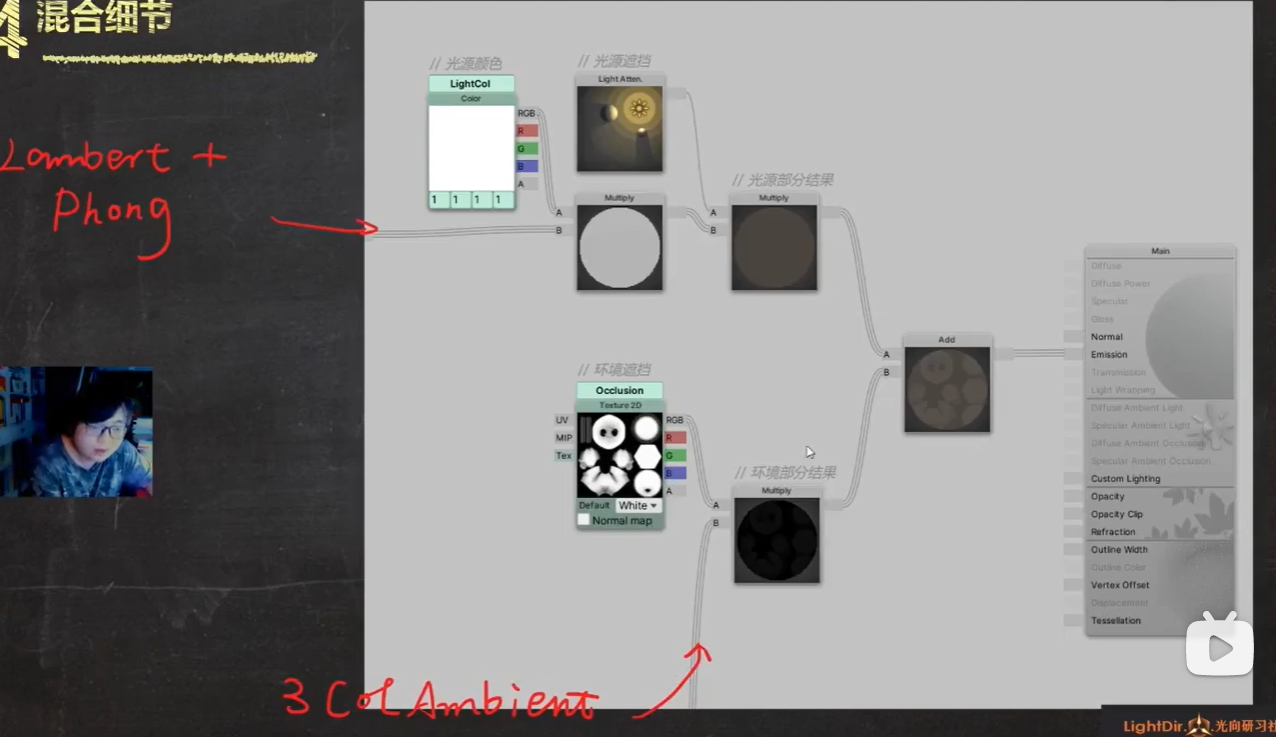 4 混合细节
Lambert +
Phong
// 光源颜色
LightCol
Color
RGB
R
G
B
A
1 1 1 1
// 光源遮挡
Light Atten.
Multiply
A
B
// 光源部分结果
Multiply
A
B
// 环境遮挡
Occlusion
Texture 2D
UV
MIP
Tex
RGB
R
G
B
A
Default White
Normal map
// 环境部分结果
Multiply
A
B
Add
A
B
Main
Diffuse
Diffuse Power
Specular
Gloss
Normal
Emission
Transmission
Light Wrapping
Diffuse Ambient Light
Specular Ambient Light
Diffuse Ambient Occlusion
Specular Ambient Occlusion
Custom Lighting
Opacity
Opacity Clip
Refraction
Outline Width
Outline Color
Vertex Offset
Displacement
Tessellation
3 Col Ambient
LightDir. 光向研习社